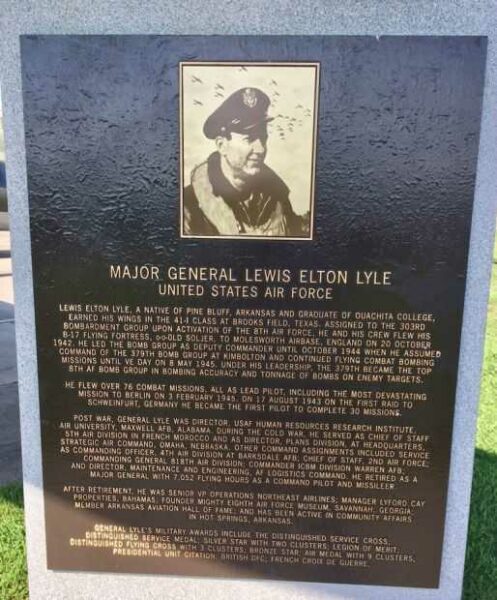 MAJOR GENERAL LEWIS ELTON LYLE
UNITED STATES AIR FORCE
LEWIS ELTON LYLE, A NATIVE OF PINE BLUFF, ARKANSAS AND GRADUATE OF OUACHITA COLLEGE,
EARNED HIS WINGS IN THE 41-I CLASS AT BROOKS FIELD, TEXAS. ASSIGNED TO THE 303RD
BOMBARDMENT GROUP UPON ACTIVATION OF THE 8TH AIR FORCE, HE AND HIS CREW FLEW HIS
B-17 FLYING FORTRESS, OO-OLD SOLJER, TO MOLESWORTH AIRBASE, ENGLAND ON 20 OCTOBER
1942. HE LED THE BOMB GROUP AS DEPUTY COMMANDER UNTIL OCTOBER 1944 WHEN HE ASSUMED
COMMAND OF THE 379TH BOMB GROUP AT KIMBOLTON AND CONTINUED FLYING COMBAT BOMBING
MISSIONS UNTIL VE DAY ON 8 MAY 1945. UNDER HIS LEADERSHIP, THE 379TH BECAME THE TOP
8TH AF BOMB GROUP IN BOMBING ACCURACY AND TONNAGE OF BOMBS ON ENEMY TARGETS.
HE FLEW OVER 76 COMBAT MISSIONS, ALL AS LEAD PILOT, INCLUDING THE MOST DEVASTATING
MISSION TO BERLIN ON 3 FEBRUARY 1945. ON 17 AUGUST 1943 ON THE FIRST RAID TO
SCHWEINFURT, GERMANY HE BECAME THE FIRST PILOT TO COMPLETE 30 MISSIONS.
POST WAR, GENERAL LYLE WAS DIRECTOR, USAF HUMAN RESOURCES RESEARCH INSTITUTE,
AIR UNIVERSITY, MAXWELL AFB, ALABAMA. DURING THE COLD WAR, HE SERVED AS CHIEF OF STAFF
5TH AIR DIVISION IN FRENCH MOROCCO AND AS DIRECTOR, PLANS DIVISION, AT HEADQUARTERS,
STRATEGIC AIR COMMAND, OMAHA, NEBRASKA. OTHER COMMAND ASSIGNMENTS INCLUDED SERVICE
AS COMMANDING OFFICER, 4TH AIR DIVISION AT BARKSDALE AFB; CHIEF OF STAFF, 2ND AIR FORCE;
COMMANDING GENERAL, 818TH AIR DIVISION; COMMANDER ICBM DIVISION WARREN AFB;
AND DIRECTOR, MAINTENANCE AND ENGINEERING, AF LOGISTICS COMMAND. HE RETIRED AS A
MAJOR GENERAL WITH 7,052 FLYING HOURS AS A COMMAND PILOT AND MISSILEER.
AFTER RETIREMENT, HE WAS SENIOR VP OPERATIONS NORTHEAST AIRLINES; MANAGER LYFORD CAY
PROPERTIES, BAHAMAS, FOUNDER MIGHTY EIGHTH AIR FORCE MUSEUM, SAVANNAH, GEORGIA;
MEMBER ARKANSAS AVIATION HALL OF FAME; AND HAS BEEN ACTIVE IN COMMUNITY AFFAIRS
IN HOT SPRINGS, ARKANSAS.
GENERAL LYLE'S MILITARY AWARDS INCLUDE THE DISTINGUISHED SERVICE CROSS;
DISTINGUISHED SERVICE MEDAL; SILVER STAR WITH TWO CLUSTERS; LEGION OF MERIT;
DISTINGUISHED FLYING CROSS WITH 3 CLUSTERS; BRONZE STAR; AIR MEDAL WITH 9 CLUSTERS,
PRESIDENTIAL UNIT CITATION; BRITISH DFC; FRENCH CROIX DE GUERRE.